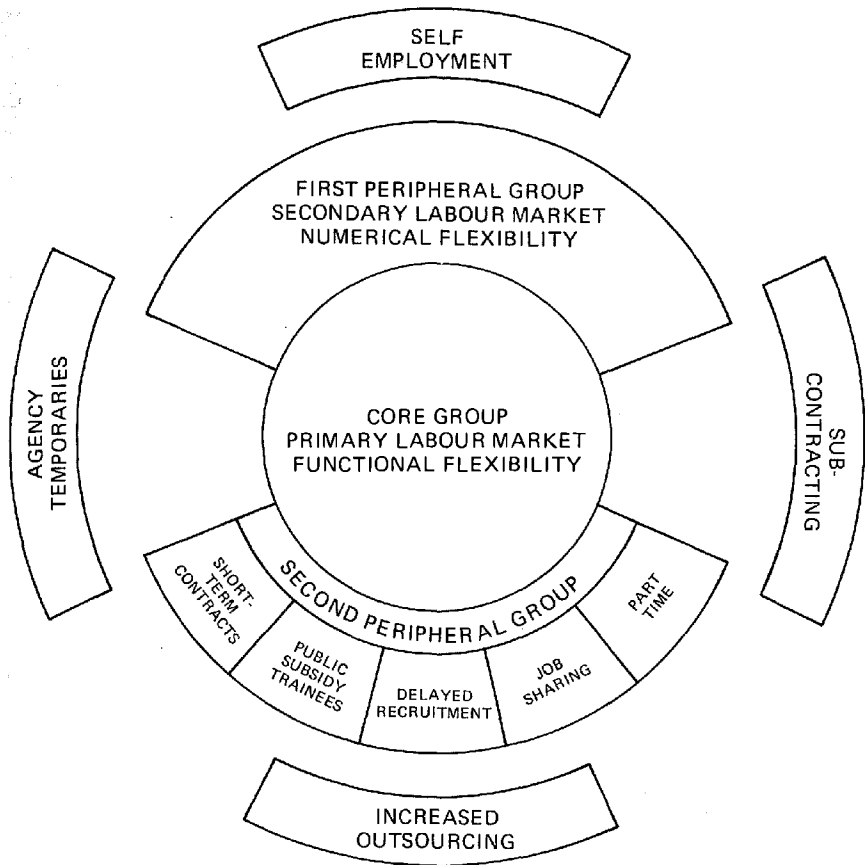 SELF
EMPLOYMENT
FIRST PERIPHERAL GROUP
SECONDARY LABOUR MARKET
NUMERICAL FLEXIBILITY
AGENCY
TEMPORARIES
CORE GROUP
PRIMARY LABOUR MARKET
FUNCTIONAL FLEXIBILITY
SUB-
CONTRACTING
SECOND PERIPHERAL GROUP
SHORT-
TERM
CONTRACTS
PUBLIC
SUBSIDY
TRAINEES
DELAYED
RECRUITMENT
JOB
SHARING
PART
TIME
INCREASED
OUTSOURCING